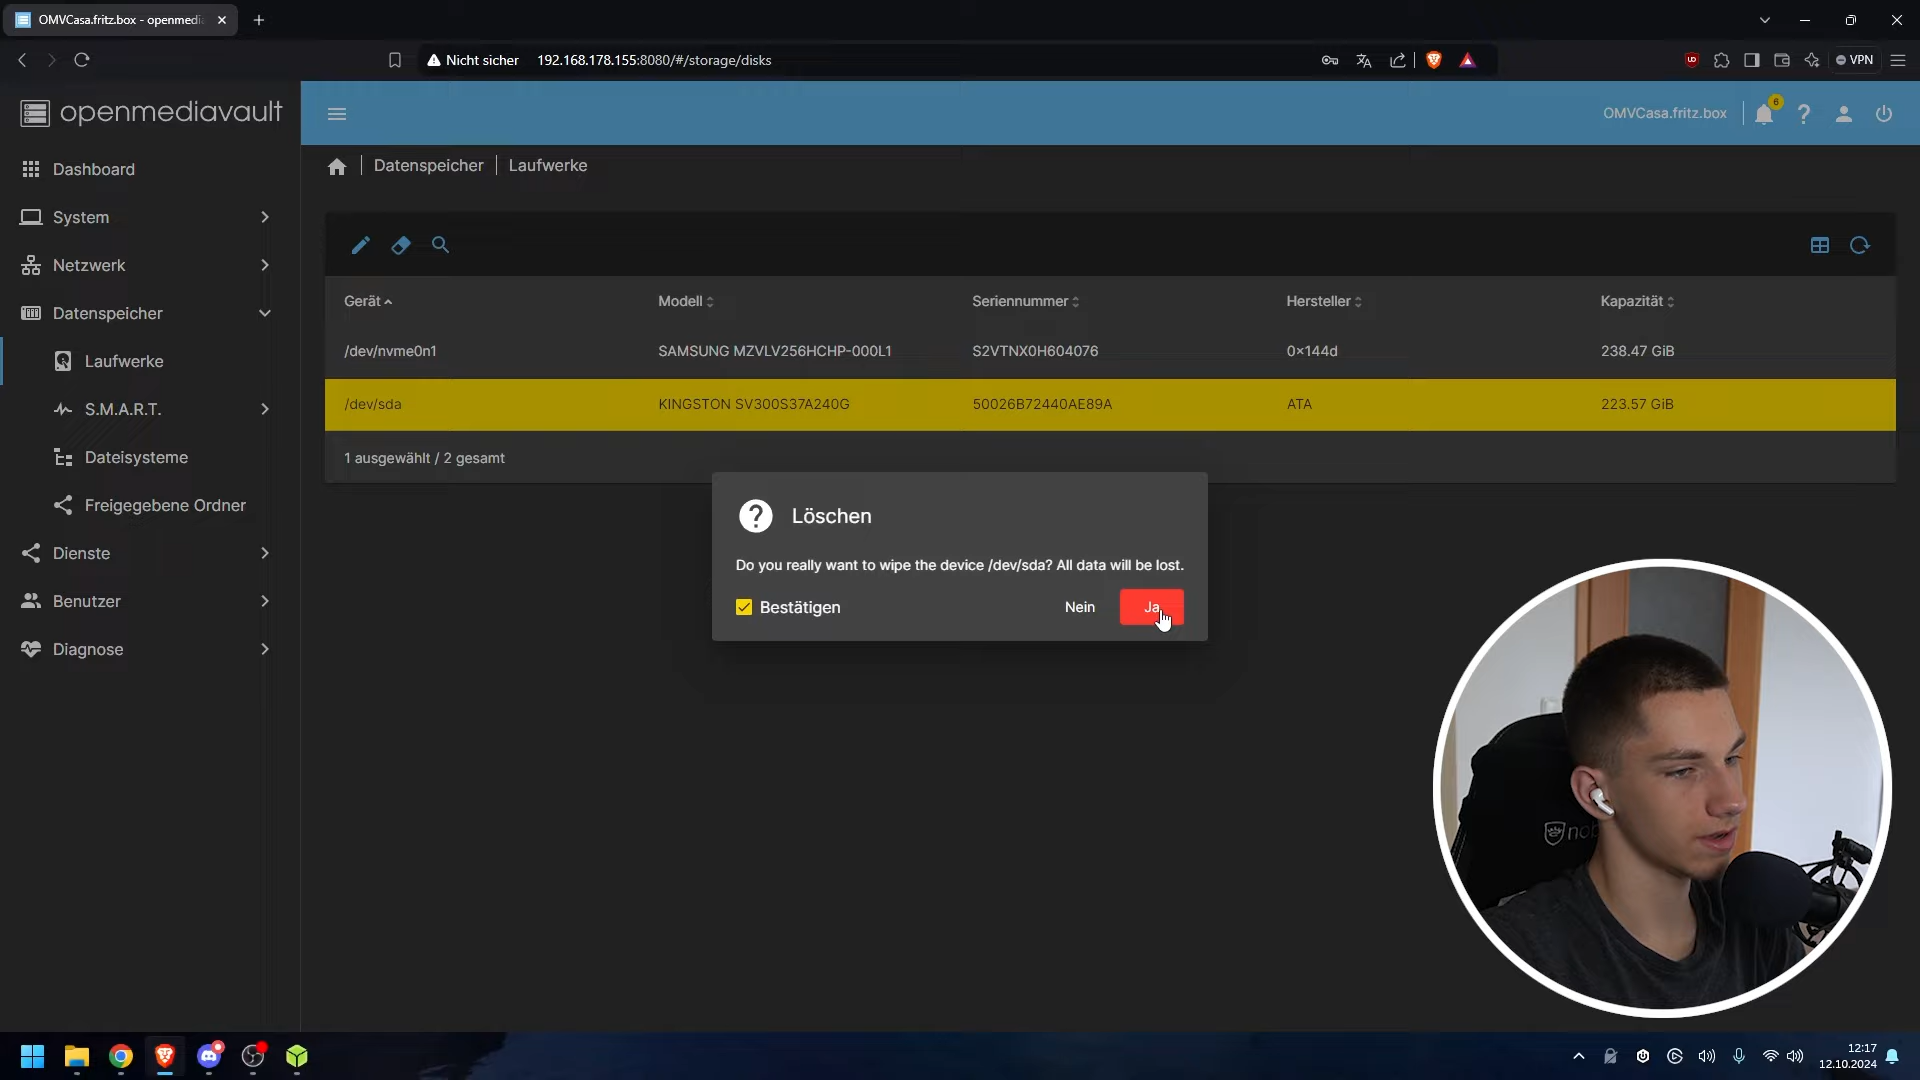 OMVCasa.fritz.box - openmedi
Nicht sicher 192.168.178.155:8080/#/storage/disks
VPN
openmediavault
OMVCasa.fritz.box
6
Dashboard
System
Netzwerk
Datenspeicher
Laufwerke
S.M.A.R.T.
Dateisysteme
Freigegebene Ordner
Dienste
Benutzer
Diagnose
Datenspeicher | Laufwerke
Gerät Modell Seriennummer Hersteller Kapazität
/dev/nvme0n1 SAMSUNG MZVLV256HCHP-000L1 S2VTNX0H604076 0x144d 238.47 GiB
/dev/sda KINGSTON SV300S37A240G 50026B72440AE89A ATA 223.57 GiB
1 ausgewählt / 2 gesamt
Löschen
Do you really want to wipe the device /dev/sda? All data will be lost.
Bestätigen Nein Ja
12:17
12.10.2024